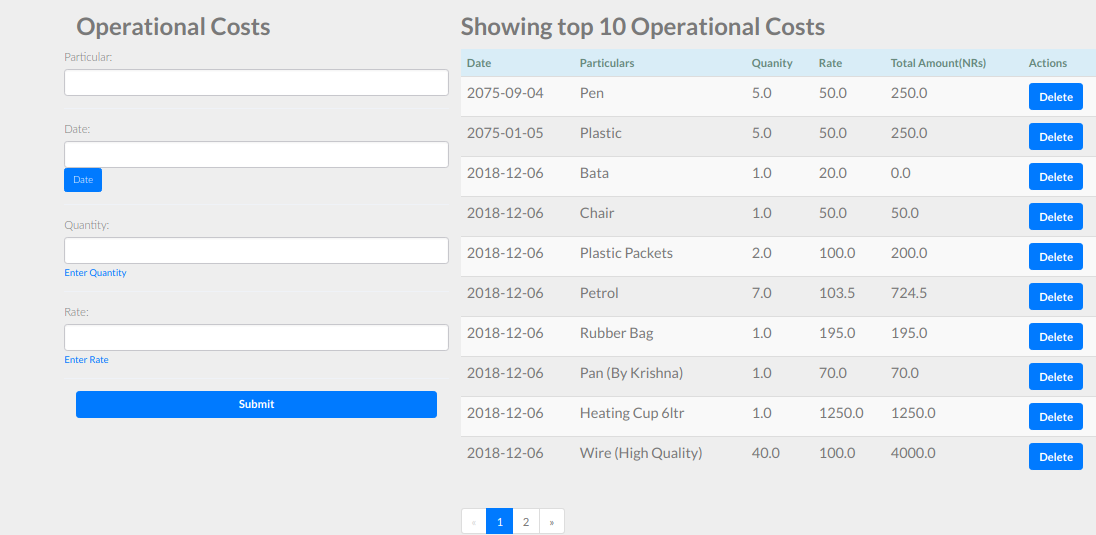 Operational Costs
Particular:
Date:
Date
Quantity:
Enter Quantity
Rate:
Enter Rate
Submit
Showing top 10 Operational Costs
Date Particulars Quanity Rate Total Amount(NRs) Actions
2075-09-04 Pen 5.0 50.0 250.0 Delete
2075-01-05 Plastic 5.0 50.0 250.0 Delete
2018-12-06 Bata 1.0 20.0 0.0 Delete
2018-12-06 Chair 1.0 50.0 50.0 Delete
2018-12-06 Plastic Packets 2.0 100.0 200.0 Delete
2018-12-06 Petrol 7.0 103.5 724.5 Delete
2018-12-06 Rubber Bag 1.0 195.0 195.0 Delete
2018-12-06 Pan (By Krishna) 1.0 70.0 70.0 Delete
2018-12-06 Heating Cup 6ltr 1.0 1250.0 1250.0 Delete
2018-12-06 Wire (High Quality) 40.0 100.0 4000.0 Delete
« 1 2 »